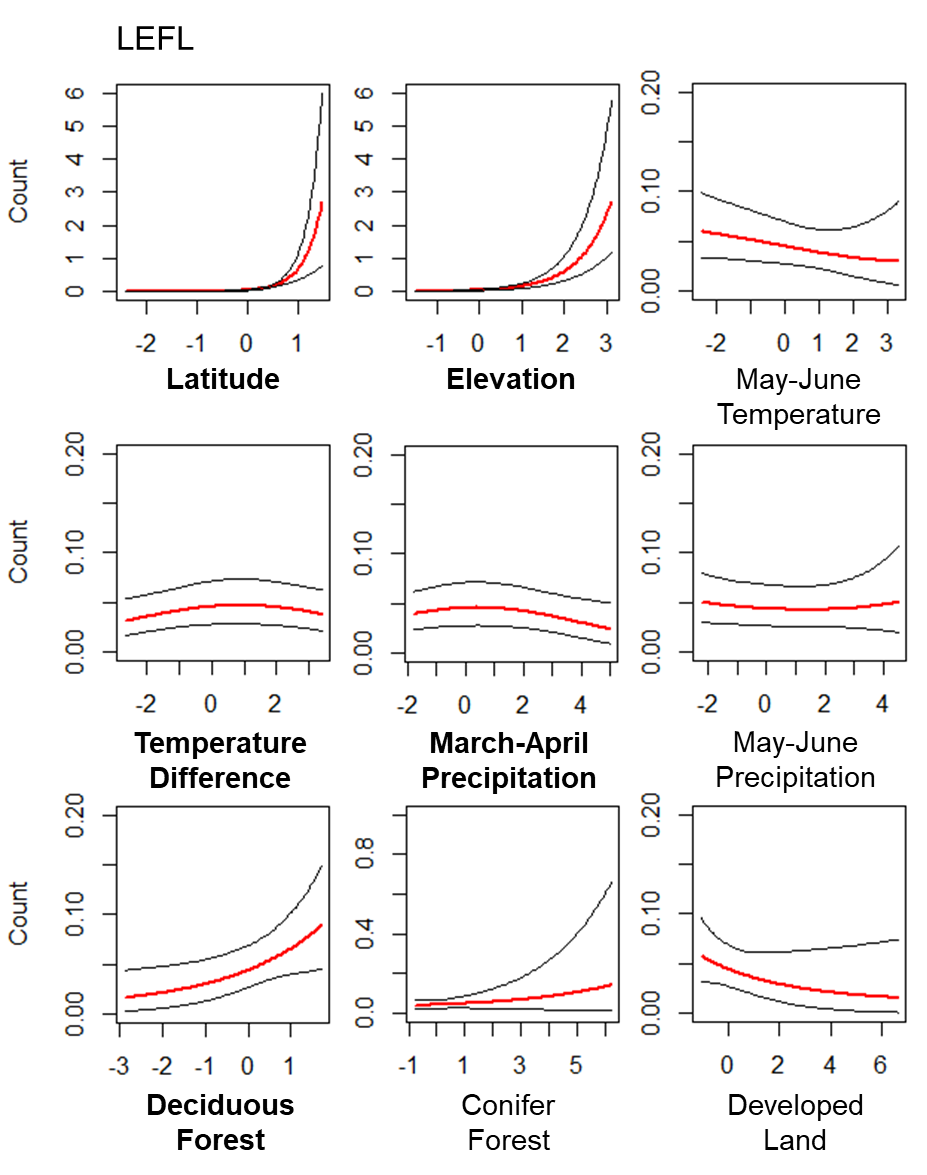 LEFL
Count
6
5
4
3
2
1
0
-2 -1 0 1
Latitude
6
5
4
3
2
1
0
-1 0 1 2 3
Elevation
0.20
0.10
0.00
-2 0 1 2 3
May-June
Temperature
Count
0.20
0.10
0.00
-2 0 2
Temperature
Difference
0.20
0.10
0.00
-2 0 2 4
March-April
Precipitation
0.20
0.10
0.00
-2 0 2 4
May-June
Precipitation
Count
0.20
0.10
0.00
-3 -2 -1 0 1
Deciduous
Forest
0.8
0.4
0.0
-1 1 3 5
Conifer
Forest
0.20
0.10
0.00
0 2 4 6
Developed
Land